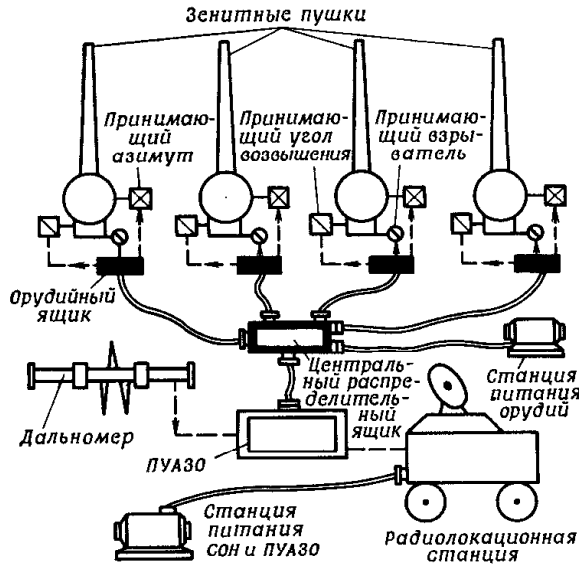 Зенитные пушки
Принимаю-
щий
азимут
Принимаю-
щий угол
возвышения
Принимаю-
щий взры-
ватель
Орудийный
ящик
Централь-
ный распре-
делитель-
ный
ящик
Станция
питания
орудий
Дальномер
ПУАЗО
Станция
питания
СОН и ПУАЗО
Радиолокационная
станция